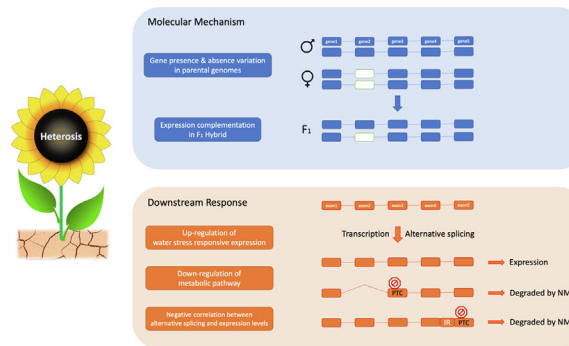 Molecular Mechanism
gene1 gene2 gene3 gene4 gene5
Gene presence & absence variation
in parental genomes
Expression complementation
in F₁ Hybrid
F₁
Heterosis
Downstream Response
exon1 exon2 exon3 exon4 exon5
Up-regulation of
water stress responsive expression
Transcription Alternative splicing
Expression
Down-regulation of
metabolic pathway
PTC
Degraded by NM
Negative correlation between
alternative splicing and expression levels
IR PTC
Degraded by NM